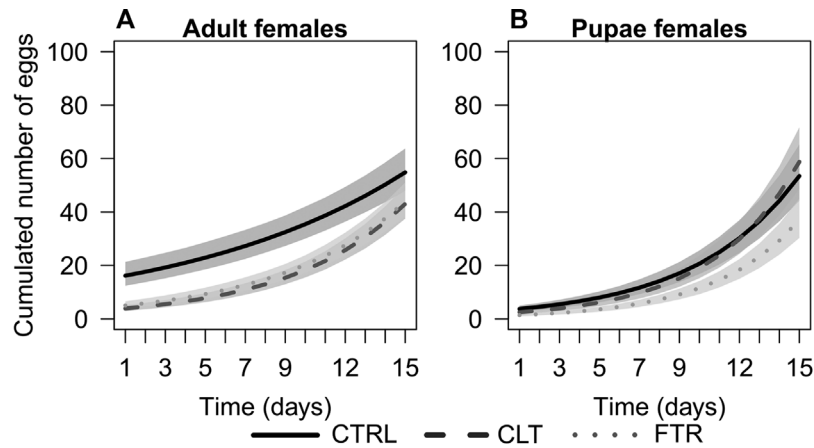 A Adult females
B Pupae females
Cumulated number of eggs
100
80
60
40
20
0
1 3 5 7 9 12 15
Time (days)
100
80
60
40
20
0
1 3 5 7 9 12 15
Time (days)
CTRL CLT FTR